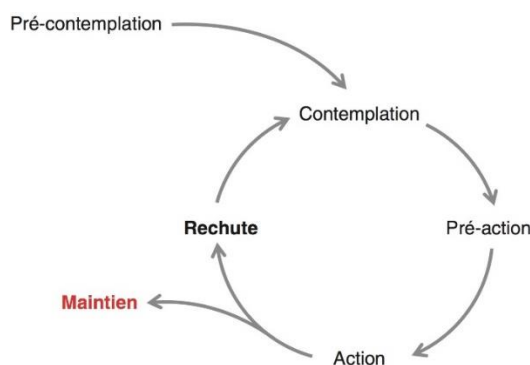 Pré-contemplation
Contemplation
Rechute
Pré-action
Maintien
Action